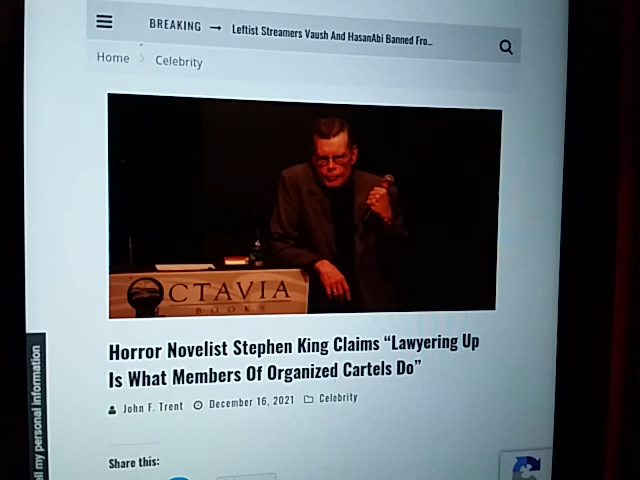 BREAKING → Leftist Streamers Vaush And HasanAbi Banned Fro...
Home > Celebrity
OCTAVIA
BOOKS
Horror Novelist Stephen King Claims “Lawyering Up
Is What Members Of Organized Cartels Do”
John F. Trent December 16, 2021 Celebrity
ell my personal information
Share this: